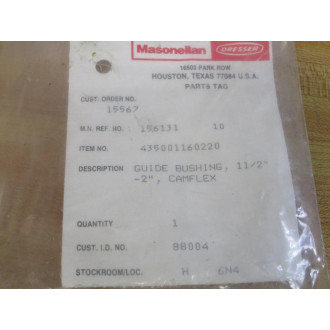 Masoneilan DRESSER
16503 PARK ROW
HOUSTON, TEXAS 77084 U.S.A.
PARTS TAG
CUST. ORDER NO. 15567
M.N. REF. NO. 156131 10
ITEM NO. 435001160220
DESCRIPTION GUIDE BUSHING, 11/2"
-2", CAMFLEX
QUANTITY 1
CUST. I.D. NO. 88004
STOCKROOM/LOC. H 6N4